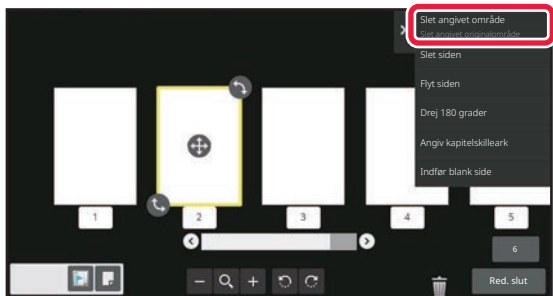 Slet angivet område
Slet angivet originalområde
Slet siden
Flyt siden
Drej 180 grader
Angiv kapitelskilleark
Indfør blank side
1
2
3
4
5
6
Red. slut